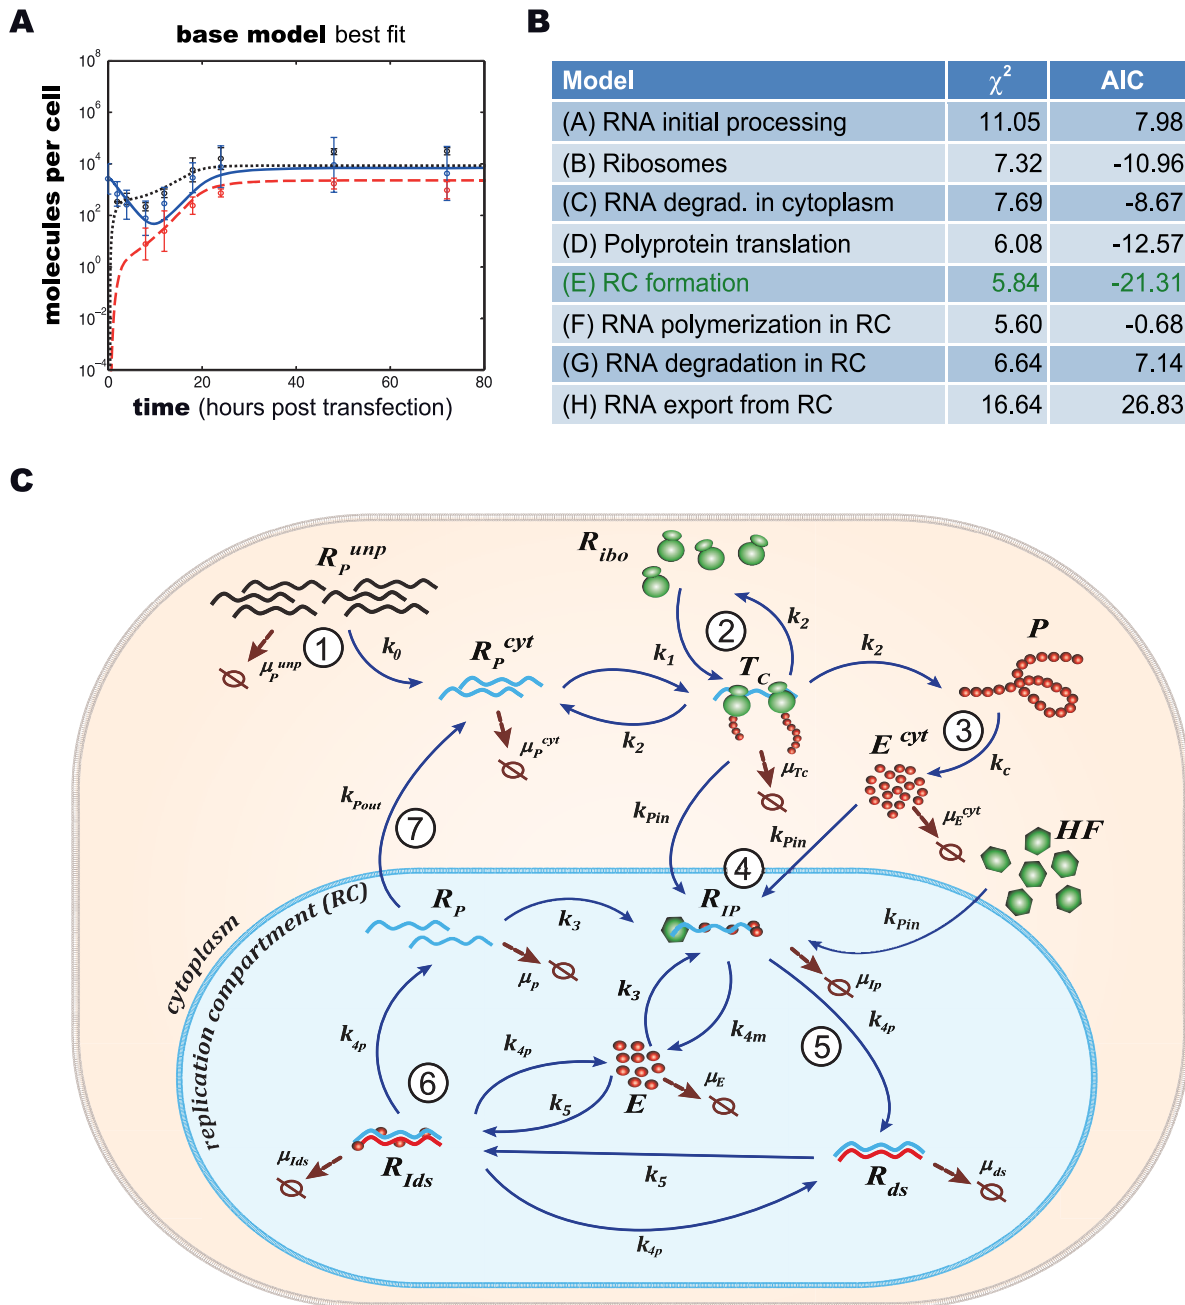 A
base model best fit
molecules per cell
10^8
10^6
10^4
10^2
10^0
10^−2
10^−4
0 20 40 60 80
time (hours post transfection)
B
Model χ^2 AIC
(A) RNA initial processing 11.05 7.98
(B) Ribosomes 7.32 -10.96
(C) RNA degrad. in cytoplasm 7.69 -8.67
(D) Polyprotein translation 6.08 -12.57
(E) RC formation 5.84 -21.31
(F) RNA polymerization in RC 5.60 -0.68
(G) RNA degradation in RC 6.64 7.14
(H) RNA export from RC 16.64 26.83
C
R_P^unp
R_ibo
1
μ_P^unp
k_0
R_P^cyt
k_1
2
k_2
T_C
k_2
P
k_2
μ_P^cyt
μ_Tc
3
E^cyt
k_c
k_Pout
7
k_Pin
k_Pin
μ_E^cyt
HF
4
k_Pin
cytoplasm
replication compartment (RC)
R_P
k_3
R_IP
μ_p
μ_Ip
k_3
k_4m
k_4p
5
k_4p
k_4p
6
E
μ_E
k_5
R_Ids
μ_Ids
k_5
R_ds
μ_ds
k_4p